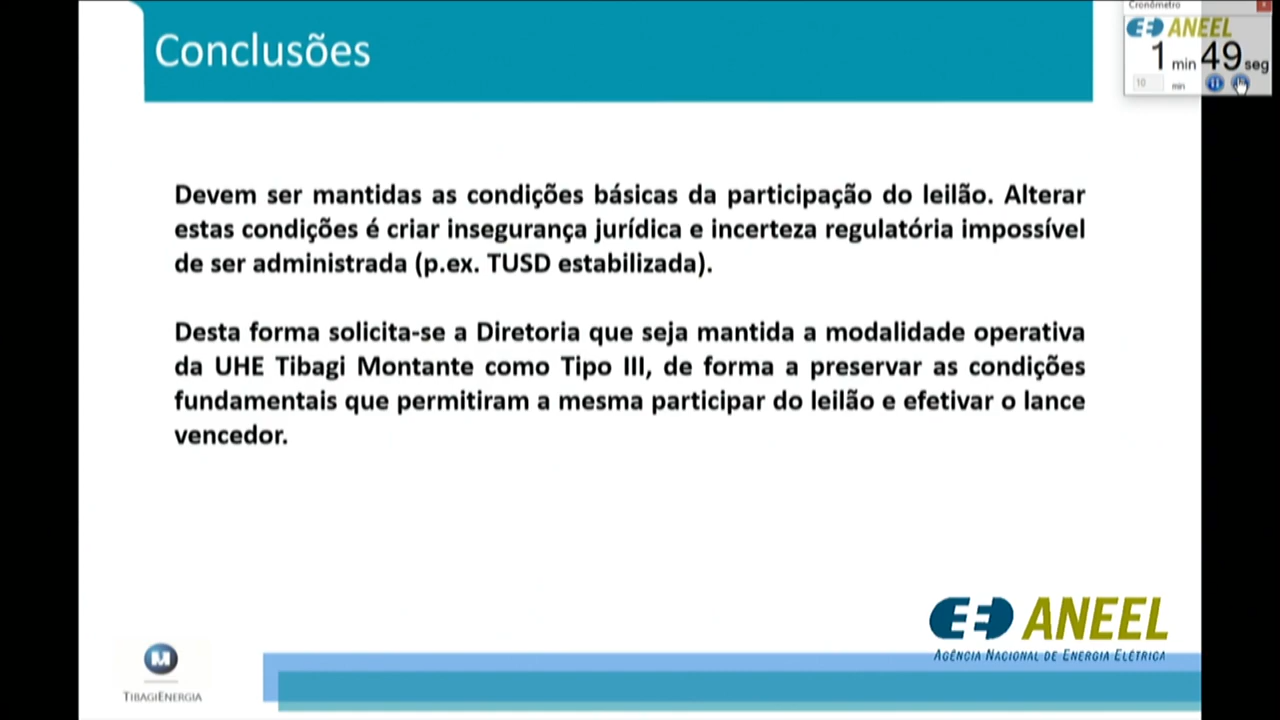 Conclusões
Cronômetro
ANEEL
1 min 49 seg
10 min
Devem ser mantidas as condições básicas da participação do leilão. Alterar
estas condições é criar insegurança jurídica e incerteza regulatória impossível
de ser administrada (p.ex. TUSD estabilizada).
Desta forma solicita-se a Diretoria que seja mantida a modalidade operativa
da UHE Tibagi Montante como Tipo III, de forma a preservar as condições
fundamentais que permitiram a mesma participar do leilão e efetivar o lance
vencedor.
ANEEL
AGÊNCIA NACIONAL DE ENERGIA ELÉTRICA
M
TIBAGIENERGIA